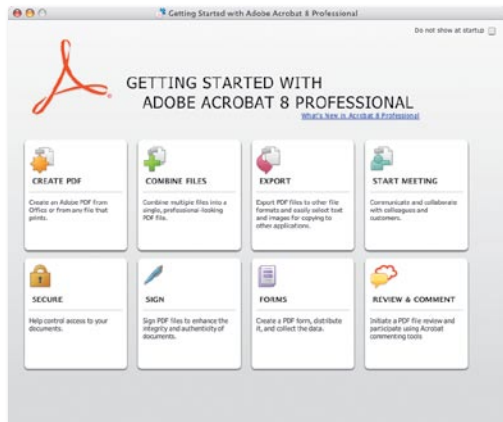 Getting Started with Adobe Acrobat 8 Professional
Do not show at startup
GETTING STARTED WITH
ADOBE ACROBAT 8 PROFESSIONAL
What's New in Acrobat 8 Professional
CREATE PDF
Create an Adobe PDF from
Office or from any file that
prints.
COMBINE FILES
Combine multiple files into a
single, professional-looking
PDF file.
EXPORT
Export PDF files to other file
formats and easily select text
and images for copying to
other applications.
START MEETING
Communicate and collaborate
with colleagues and
customers.
SECURE
Help control access to your
documents.
SIGN
Sign PDF files to enhance the
integrity and authenticity of
documents.
FORMS
Create a PDF form, distribute
it, and collect the data.
REVIEW & COMMENT
Initiate a PDF file review and
participate using Acrobat
commenting tools